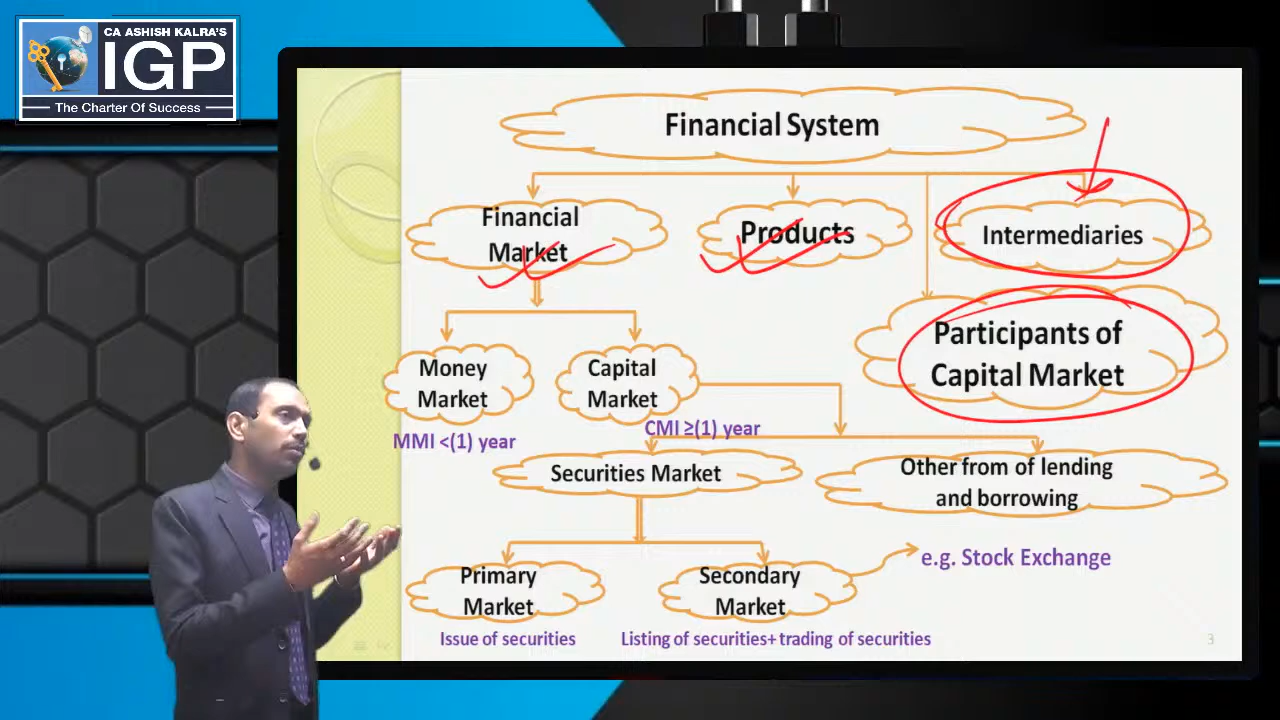 CA ASHISH KALRA'S
IGP
The Charter Of Success
Financial System
Financial
Market
Products
Intermediaries
Participants of
Capital Market
Money
Market
Capital
Market
MMI <(1) year
CMI ≥(1) year
Securities Market
Other from of lending
and borrowing
Primary
Market
Secondary
Market
e.g. Stock Exchange
Issue of securities
Listing of securities+ trading of securities
3